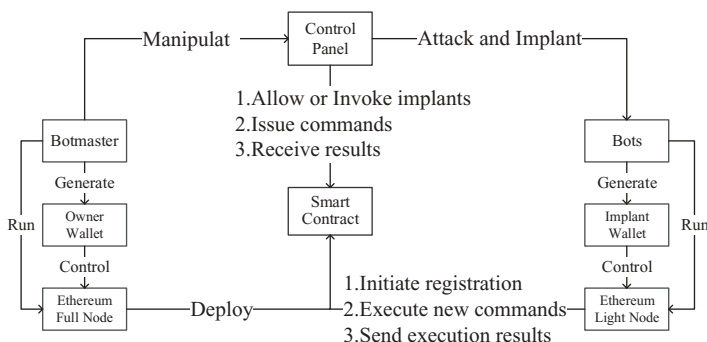 Manipulat
Control
Panel
Attack and Implant
1.Allow or Invoke implants
2.Issue commands
3.Receive results
Botmaster
Bots
Generate
Generate
Run
Owner
Wallet
Smart
Contract
Implant
Wallet
Run
Control
Control
1.Initiate registration
Ethereum
Full Node
Deploy
2.Execute new commands
Ethereum
Light Node
3.Send execution results